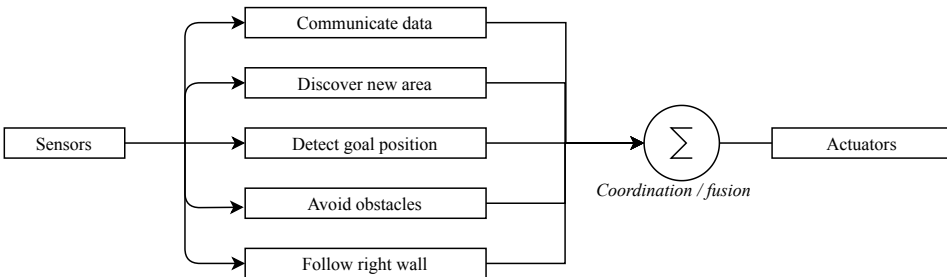 Communicate data
Discover new area
Sensors
Detect goal position
∑
Actuators
Coordination / fusion
Avoid obstacles
Follow right wall